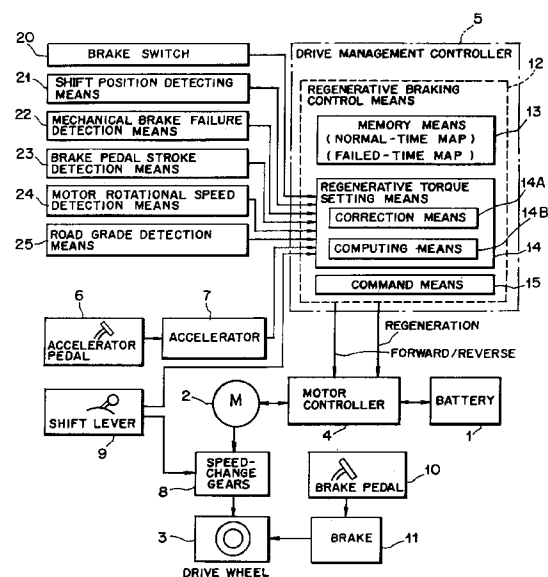 5
20
BRAKE SWITCH
DRIVE MANAGEMENT CONTROLLER
12
21
SHIFT POSITION DETECTING
MEANS
REGENERATIVE BRAKING
CONTROL MEANS
22
MECHANICAL BRAKE FAILURE
DETECTION MEANS
MEMORY MEANS
(NORMAL-TIME MAP)
(FAILED-TIME MAP)
13
23
BRAKE PEDAL STROKE
DETECTION MEANS
24
MOTOR ROTATIONAL SPEED
DETECTION MEANS
REGENERATIVE TORQUE
SETTING MEANS
14A
CORRECTION MEANS
14B
25
ROAD GRADE DETECTION
MEANS
COMPUTING MEANS
14
COMMAND MEANS
15
6
7
ACCELERATOR
PEDAL
ACCELERATOR
REGENERATION
FORWARD/REVERSE
2
M
SHIFT LEVER
9
MOTOR
CONTROLLER
4
BATTERY
1
8
SPEED-
CHANGE
GEARS
10
BRAKE PEDAL
3
DRIVE WHEEL
BRAKE
11